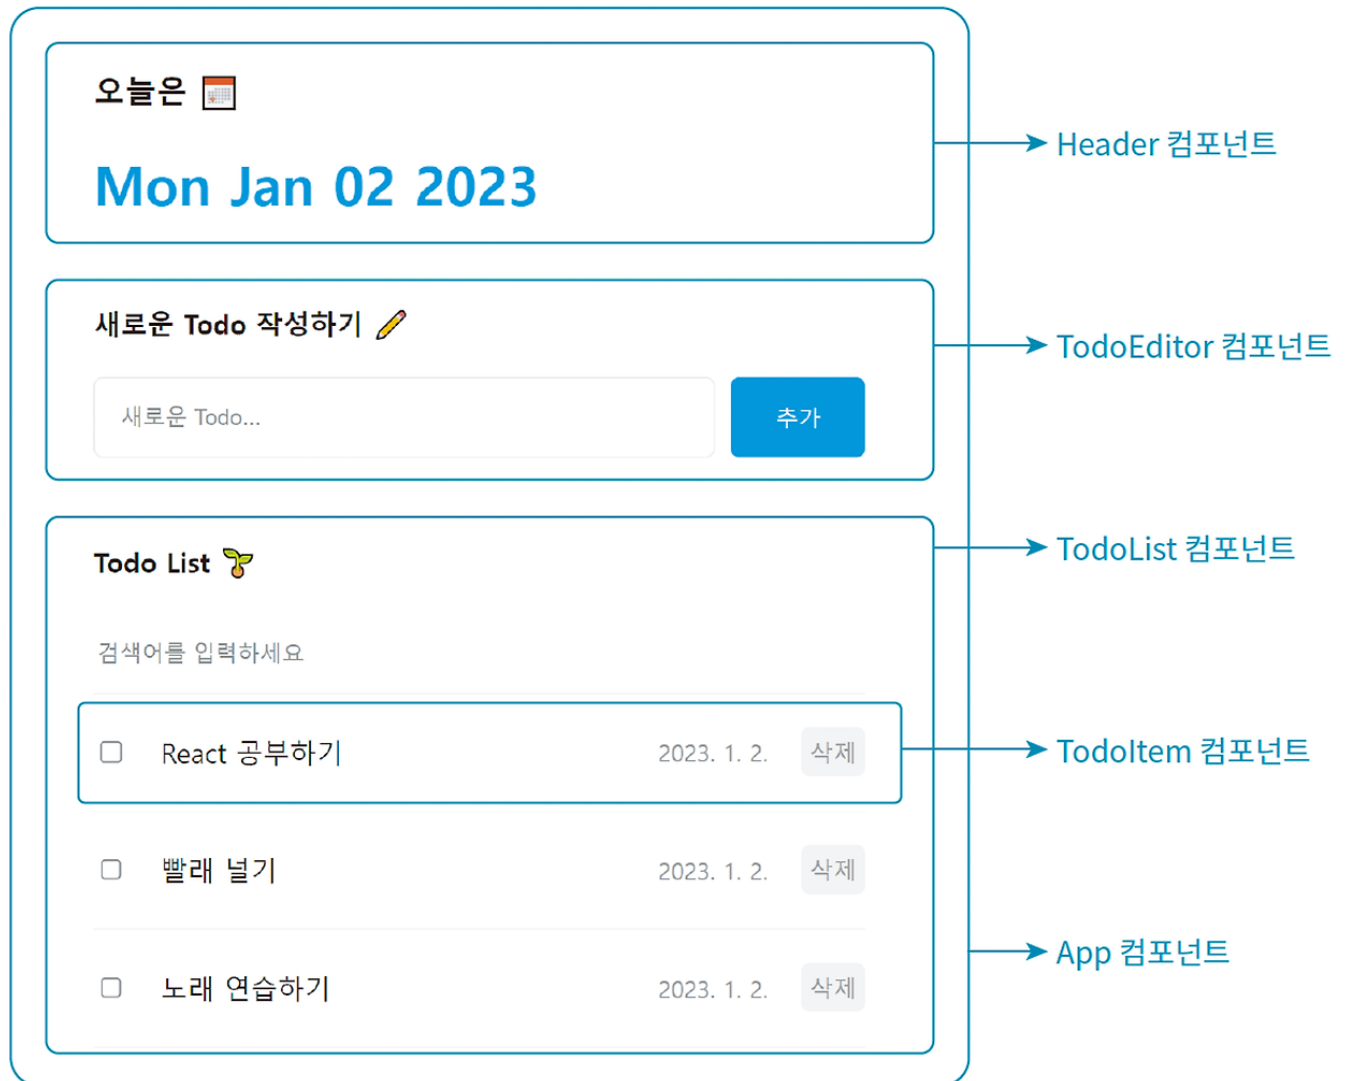 오늘은
Mon Jan 02 2023
Header 컴포넌트
새로운 Todo 작성하기
새로운 Todo...
추가
TodoEditor 컴포넌트
Todo List
TodoList 컴포넌트
검색어를 입력하세요
React 공부하기 2023. 1. 2. 삭제
TodoItem 컴포넌트
빨래 널기 2023. 1. 2. 삭제
노래 연습하기 2023. 1. 2. 삭제
App 컴포넌트